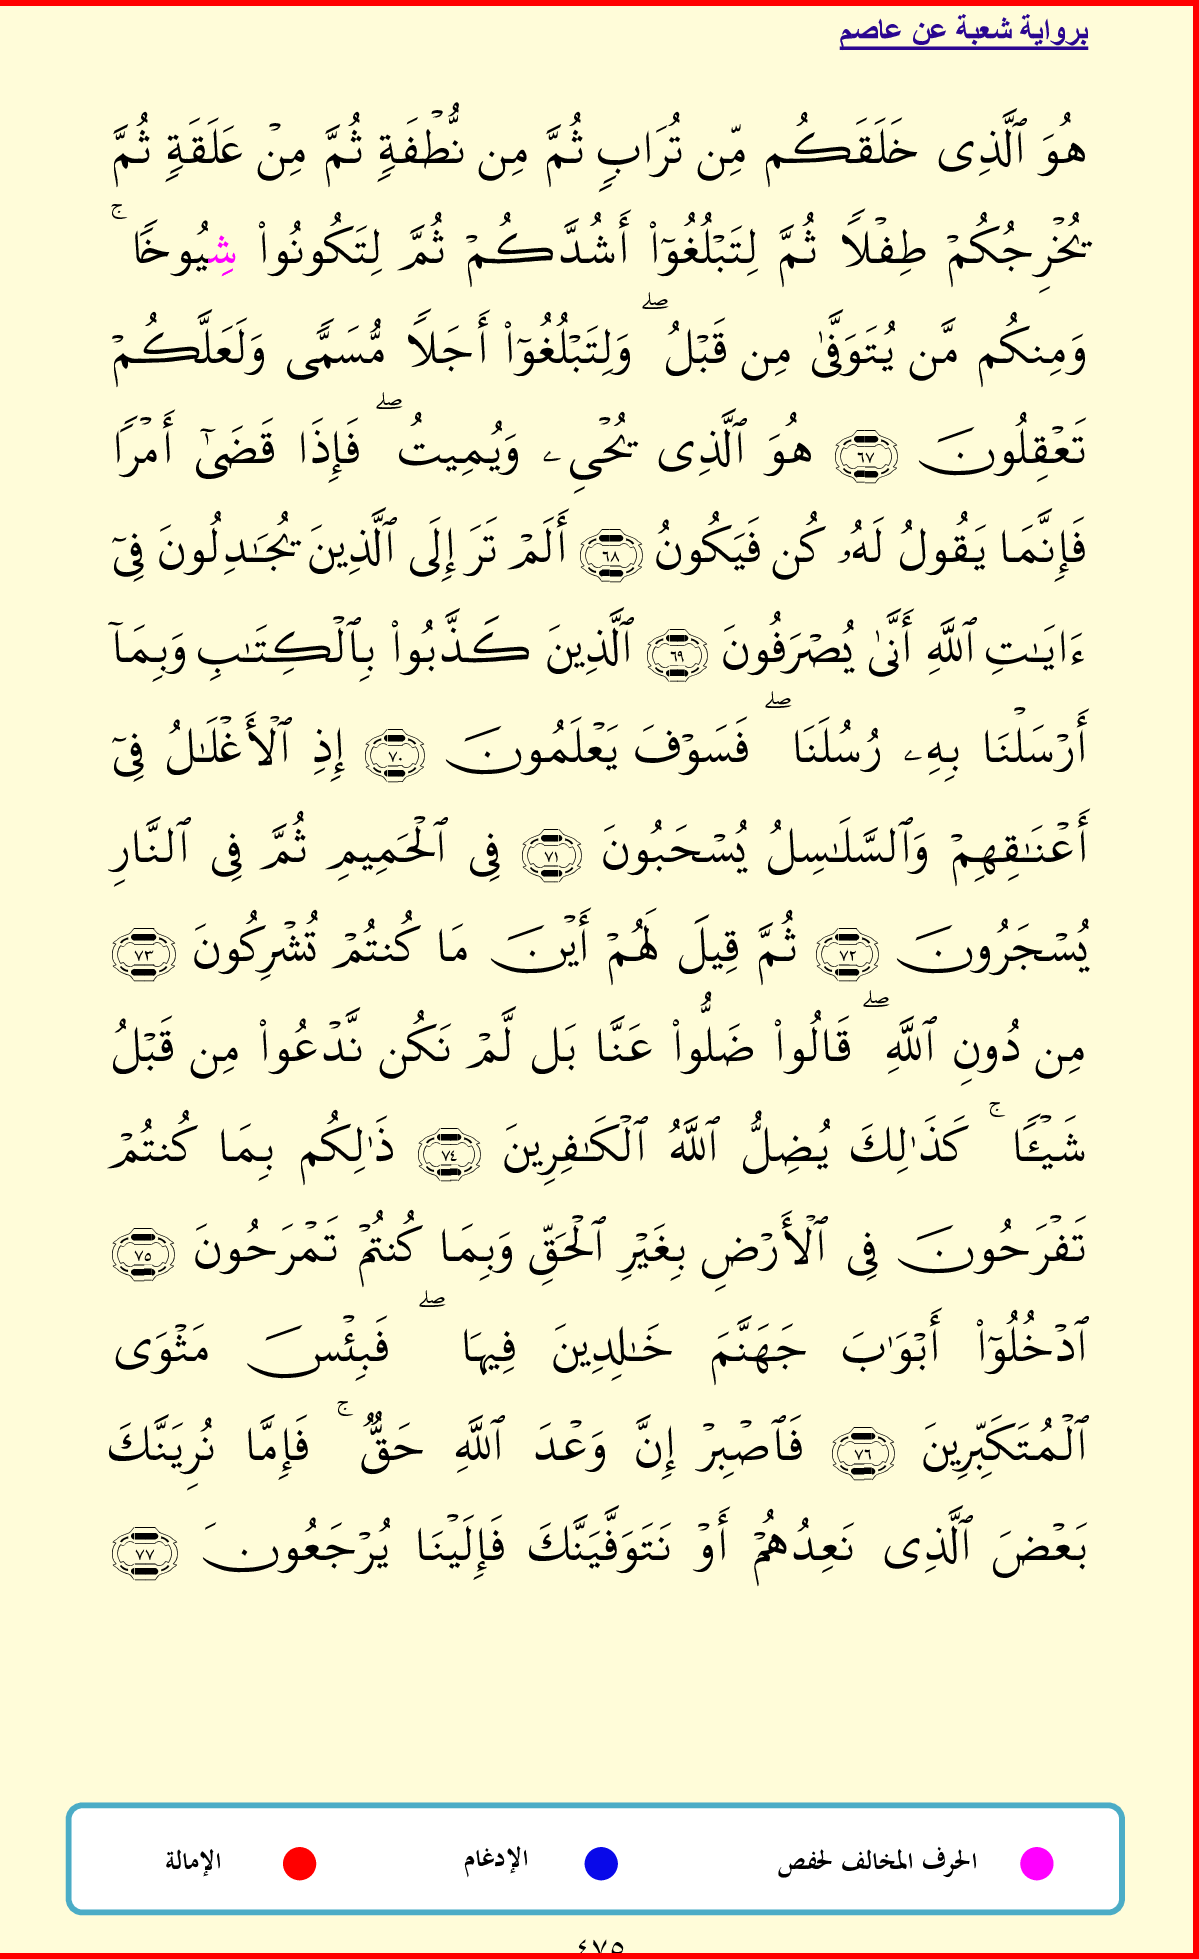 برواية شعبة عن عاصم
هُوَ ٱلَّذِى خَلَقَكُم مِّن تُرَابٍ ثُمَّ مِن نُّطْفَةٍ ثُمَّ مِنْ عَلَقَةٍ ثُمَّ
يُخْرِجُكُمْ طِفْلًا ثُمَّ لِتَبْلُغُوٓا۟ أَشُدَّكُمْ ثُمَّ لِتَكُونُوا۟ شِيُوخًا ۚ
وَمِنكُم مَّن يُتَوَفَّىٰ مِن قَبْلُ ۖ وَلِتَبْلُغُوٓا۟ أَجَلًا مُّسَمًّى وَلَعَلَّكُمْ
تَعْقِلُونَ ٦٧ هُوَ ٱلَّذِى يُحْىِۦ وَيُمِيتُ ۖ فَإِذَا قَضَىٰٓ أَمْرًا
فَإِنَّمَا يَقُولُ لَهُۥ كُن فَيَكُونُ ٦٨ أَلَمْ تَرَ إِلَى ٱلَّذِينَ يُجَـٰدِلُونَ فِىٓ
ءَايَـٰتِ ٱللَّهِ أَنَّىٰ يُصْرَفُونَ ٦٩ ٱلَّذِينَ كَذَّبُوا۟ بِٱلْكِتَـٰبِ وَبِمَآ
أَرْسَلْنَا بِهِۦ رُسُلَنَا ۖ فَسَوْفَ يَعْلَمُونَ ٧٠ إِذِ ٱلْأَغْلَـٰلُ فِىٓ
أَعْنَـٰقِهِمْ وَٱلسَّلَـٰسِلُ يُسْحَبُونَ ٧١ فِى ٱلْحَمِيمِ ثُمَّ فِى ٱلنَّارِ
يُسْجَرُونَ ٧٢ ثُمَّ قِيلَ لَهُمْ أَيْنَ مَا كُنتُمْ تُشْرِكُونَ ٧٣
مِن دُونِ ٱللَّهِ ۖ قَالُوا۟ ضَلُّوا۟ عَنَّا بَل لَّمْ نَكُن نَّدْعُوا۟ مِن قَبْلُ
شَيْـًٔا ۚ كَذَٰلِكَ يُضِلُّ ٱللَّهُ ٱلْكَـٰفِرِينَ ٧٤ ذَٰلِكُم بِمَا كُنتُمْ
تَفْرَحُونَ فِى ٱلْأَرْضِ بِغَيْرِ ٱلْحَقِّ وَبِمَا كُنتُمْ تَمْرَحُونَ ٧٥
ٱدْخُلُوٓا۟ أَبْوَٰبَ جَهَنَّمَ خَـٰلِدِينَ فِيهَا ۖ فَبِئْسَ مَثْوَى
ٱلْمُتَكَبِّرِينَ ٧٦ فَٱصْبِرْ إِنَّ وَعْدَ ٱللَّهِ حَقٌّ ۚ فَإِمَّا نُرِيَنَّكَ
بَعْضَ ٱلَّذِى نَعِدُهُمْ أَوْ نَتَوَفَّيَنَّكَ فَإِلَيْنَا يُرْجَعُونَ ٧٧
الحرف المخالف لحفص الإدغام الإمالة
٤٧٥